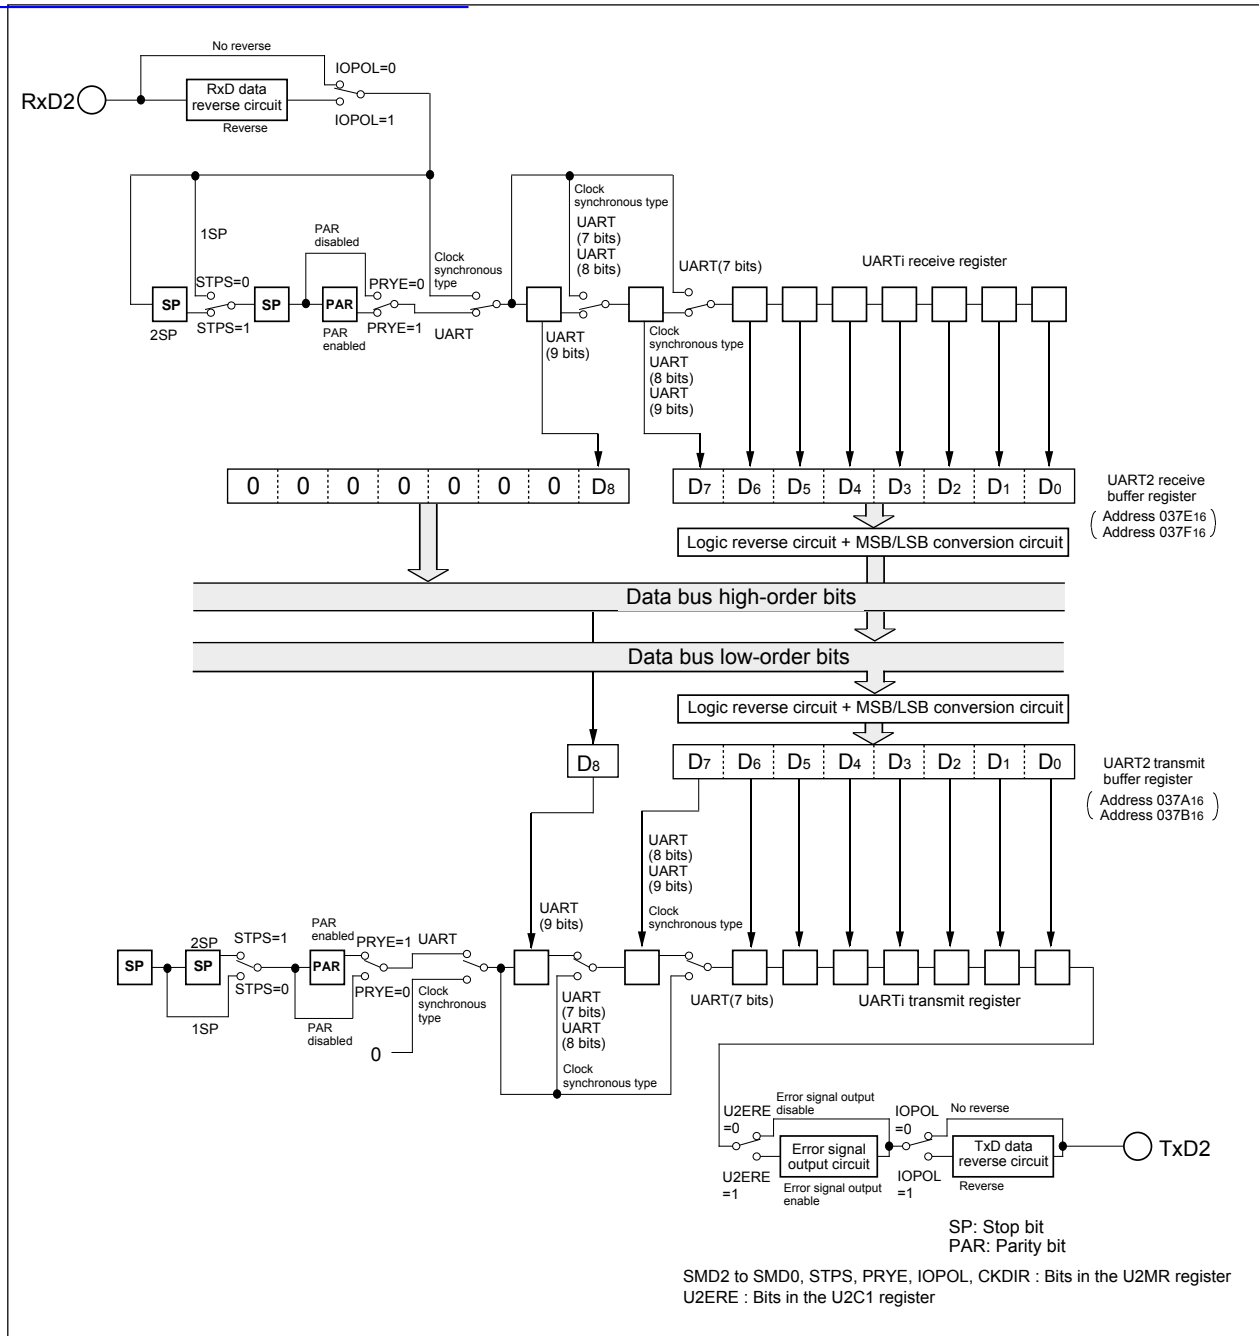 No reverse
IOPOL=0
RxD2
RxD data
reverse circuit
Reverse
IOPOL=1
1SP
PAR
disabled
Clock
synchronous
type
Clock
synchronous type
UART
(7 bits)
UART
(8 bits)
UART(7 bits)
UARTi receive register
STPS=0
PRYE=0
SP
SP
PAR
2SP
STPS=1
PAR
enabled
PRYE=1
UART
UART
(9 bits)
Clock
synchronous type
UART
(8 bits)
UART
(9 bits)
0 0 0 0 0 0 0 D8
D7 D6 D5 D4 D3 D2 D1 D0
UART2 receive
buffer register
( Address 037E16 )
( Address 037F16 )
Logic reverse circuit + MSB/LSB conversion circuit
Data bus high-order bits
Data bus low-order bits
Logic reverse circuit + MSB/LSB conversion circuit
D8
D7 D6 D5 D4 D3 D2 D1 D0
UART2 transmit
buffer register
( Address 037A16 )
( Address 037B16 )
UART
(8 bits)
UART
(9 bits)
Clock
synchronous type
UART
(9 bits)
PAR
enabled
2SP
STPS=1
PRYE=1
UART
SP
SP
PAR
STPS=0
PRYE=0
1SP
PAR
disabled
Clock
synchronous
type
0
UART
(7 bits)
UART
(8 bits)
Clock
synchronous type
UART(7 bits)
UARTi transmit register
U2ERE
=0
Error signal output
disable
IOPOL
=0
No reverse
Error signal
output circuit
TxD data
reverse circuit
TxD2
U2ERE
=1
Error signal output
enable
IOPOL
=1
Reverse
SP: Stop bit
PAR: Parity bit
SMD2 to SMD0, STPS, PRYE, IOPOL, CKDIR : Bits in the U2MR register
U2ERE : Bits in the U2C1 register